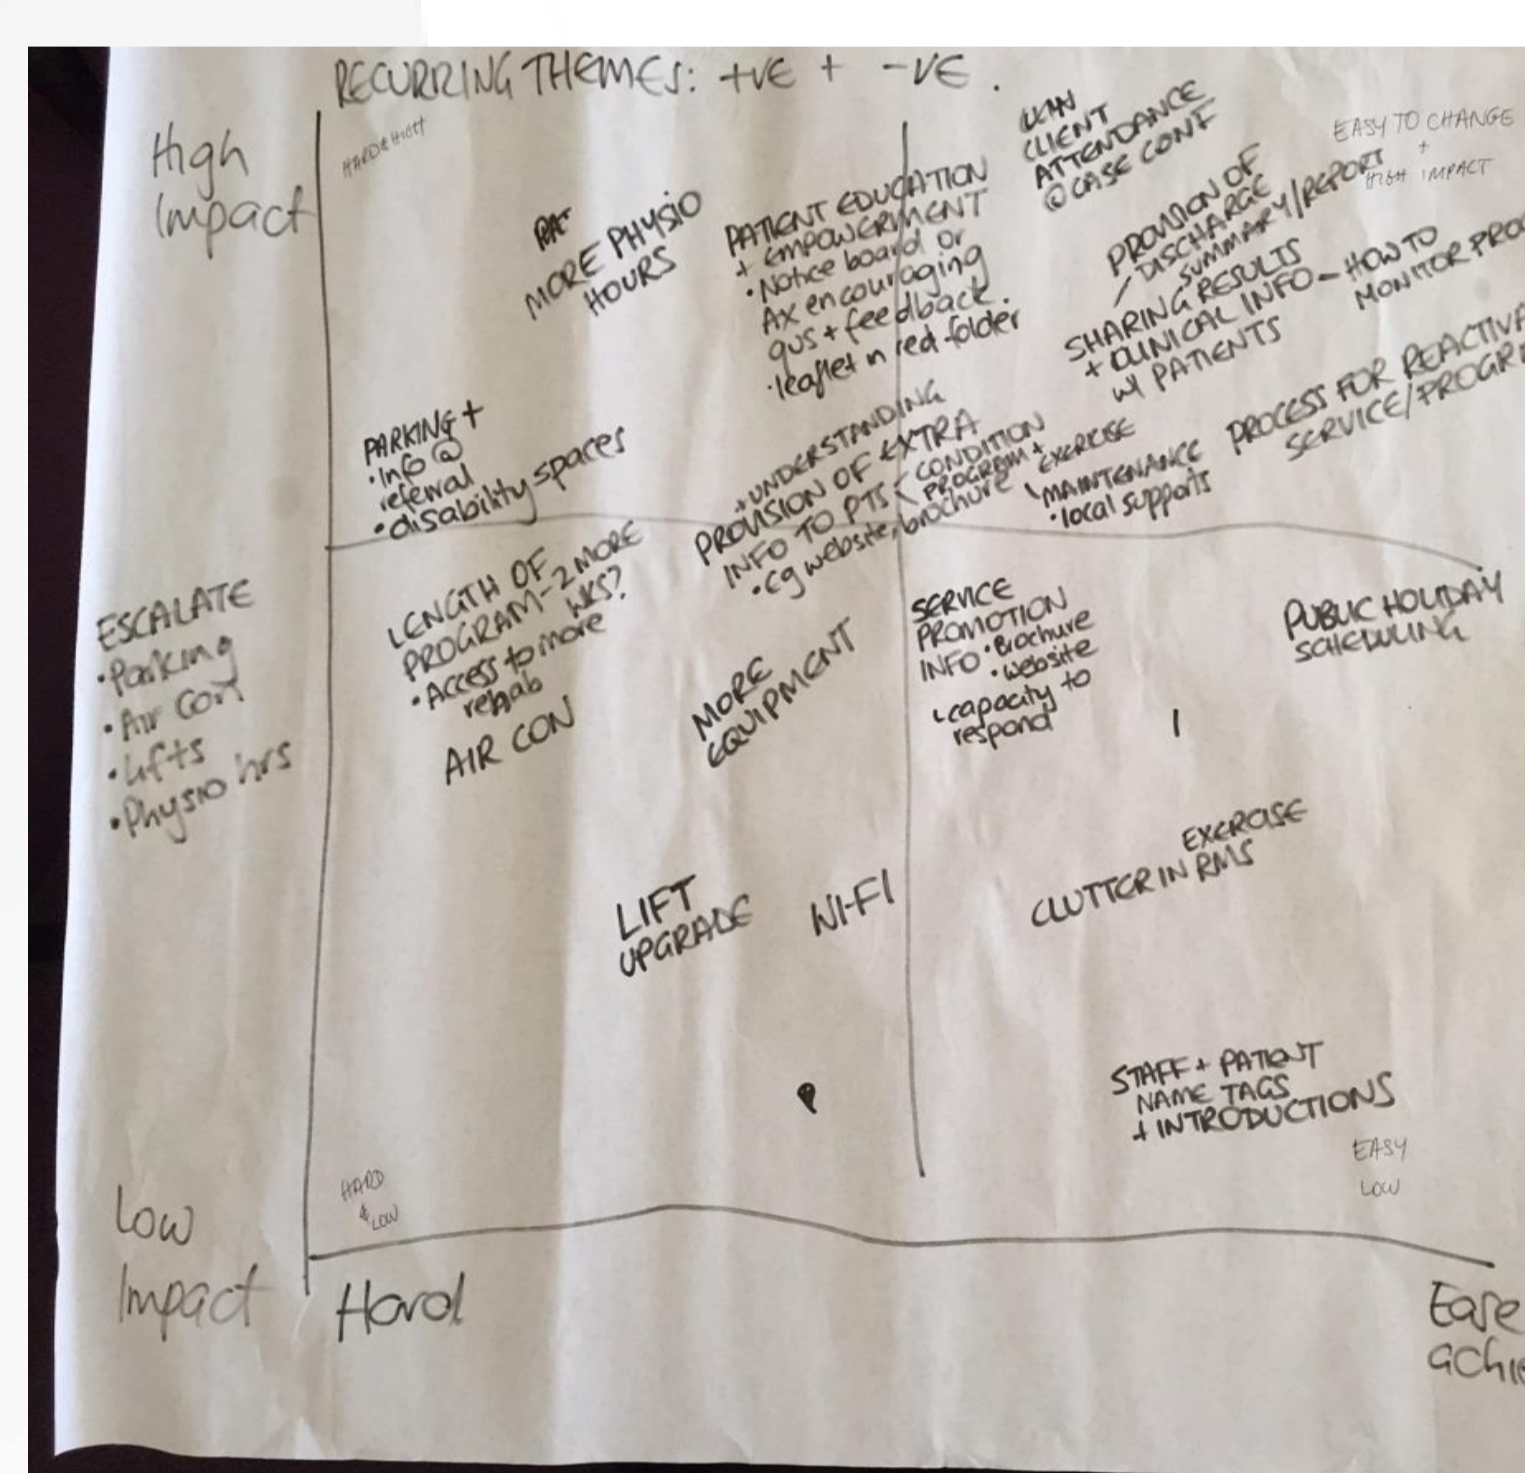 RECURRING THEMES: +VE + -VE.
High
Impact
HARD & HIGH
MORE PHYSIO
HOURS
PATIENT EDUCATION
+ EMPOWERMENT
• Notice board or
Ax encouraging
qus + feedback.
• leaflet in red folder
CLIENT
ATTENDANCE
@ CASE CONF
EASY TO CHANGE
+
HIGH IMPACT
PROVISION OF
DISCHARGE
SUMMARY/REPORT
SHARING RESULTS
+ CLINICAL INFO – HOW TO
MONITOR
W/ PATIENTS
PROCESS FOR
SERVICE/
PARKING +
• Info @
referral
• disability spaces
+ UNDERSTANDING
PROVISION OF EXTRA
INFO TO PTS < CONDITION
PROGRAM + EXERCISE
• eg website, brochure
MAINTENANCE
• local supports
ESCALATE
• Parking
• Air Con
• Lifts
• Physio hrs
LENGTH OF
PROGRAM – 2 MORE
WKS?
• Access to more
rehab
AIR CON
MORE
EQUIPMENT
SERVICE
PROMOTION
INFO • Brochure
• website
capacity to
respond
PUBLIC HOLIDAY
SCHEDULING
LIFT
UPGRADE
WI-FI
EXERCISE
CLUTTER IN RMS
STAFF + PATIENT
NAME TAGS
+ INTRODUCTIONS
EASY
LOW
HARD
& LOW
Low
Impact
Hard
Ease